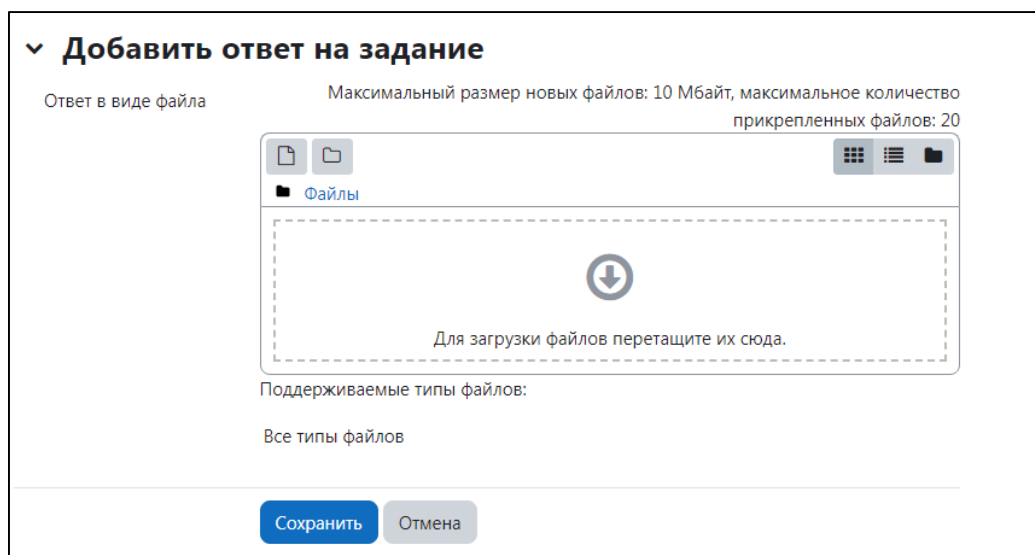 Добавить ответ на задание
Ответ в виде файла
Максимальный размер новых файлов: 10 Мбайт, максимальное количество
прикрепленных файлов: 20
Файлы
Для загрузки файлов перетащите их сюда.
Поддерживаемые типы файлов:
Все типы файлов
Сохранить
Отмена